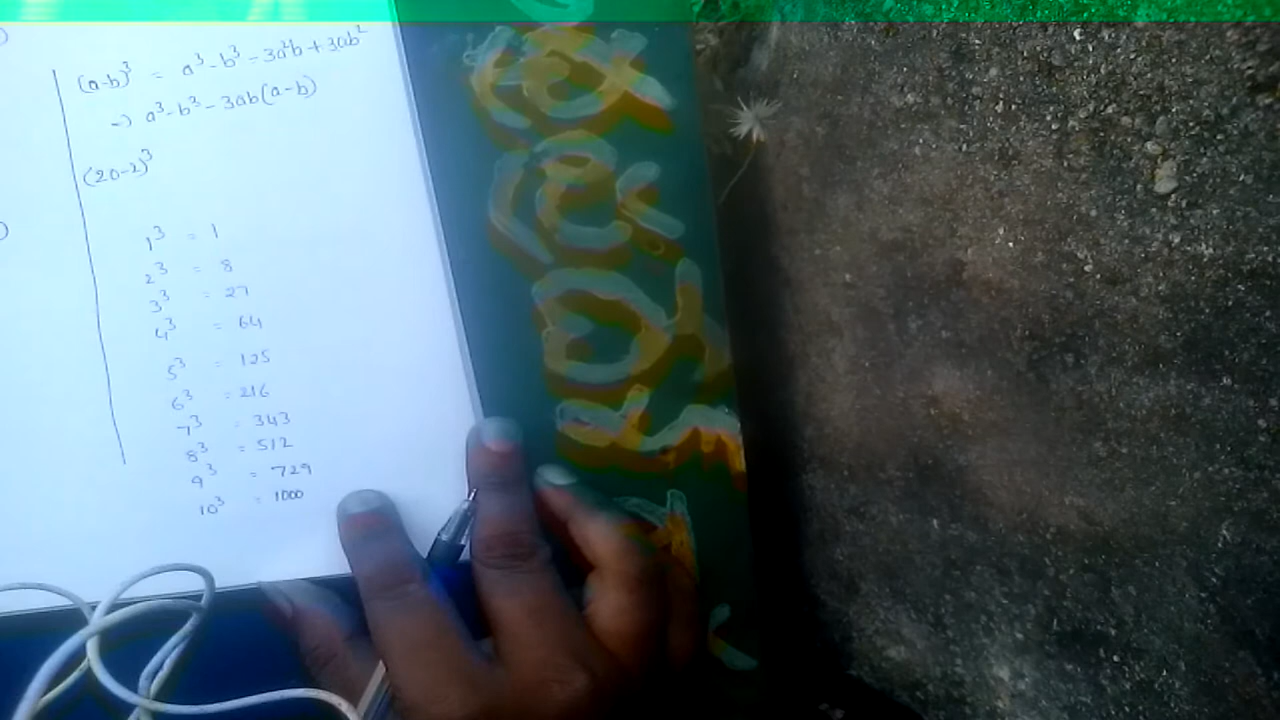 (a-b)³ = a³-b³-3a²b+3ab²
⇒ a³-b³-3ab(a-b)
(20-2)³
1³ = 1
2³ = 8
3³ = 27
4³ = 64
5³ = 125
6³ = 216
7³ = 343
8³ = 512
9³ = 729
10³ = 1000